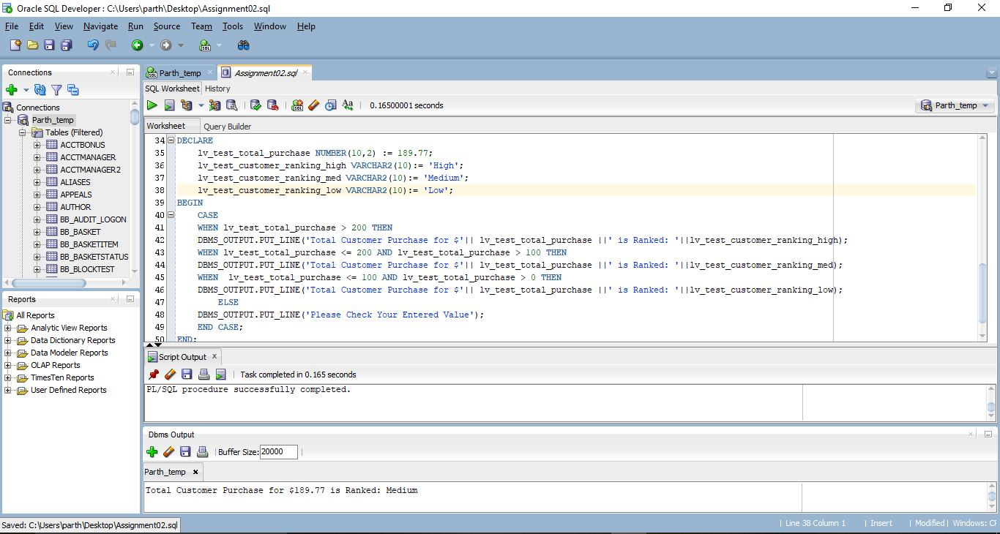 Oracle SQL Developer : C:\Users\parth\Desktop\Assignment02.sql
File Edit View Navigate Run Source Team Tools Window Help
Connections
Connections
Parth_temp
Tables (Filtered)
ACCTBONUS
ACCTMANAGER
ACCTMANAGER2
ALIASES
APPEALS
AUTHOR
BB_AUDIT_LOGON
BB_BASKET
BB_BASKETITEM
BB_BASKETSTATUS
BB_BLOCKTEST
Reports
All Reports
Analytic View Reports
Data Dictionary Reports
Data Modeler Reports
OLAP Reports
TimesTen Reports
User Defined Reports
Parth_temp Assignment02.sql
SQL Worksheet History
0.16500001 seconds
Parth_temp
Worksheet Query Builder
34 DECLARE
35 lv_test_total_purchase NUMBER(10,2) := 189.77;
36 lv_test_customer_ranking_high VARCHAR2(10):= 'High';
37 lv_test_customer_ranking_med VARCHAR2(10):= 'Medium';
38 lv_test_customer_ranking_low VARCHAR2(10):= 'Low';
39 BEGIN
40 CASE
41 WHEN lv_test_total_purchase > 200 THEN
42 DBMS_OUTPUT.PUT_LINE('Total Customer Purchase for $'|| lv_test_total_purchase ||' is Ranked: '||lv_test_customer_ranking_high);
43 WHEN lv_test_total_purchase <= 200 AND lv_test_total_purchase > 100 THEN
44 DBMS_OUTPUT.PUT_LINE('Total Customer Purchase for $'|| lv_test_total_purchase ||' is Ranked: '||lv_test_customer_ranking_med);
45 WHEN lv_test_total_purchase <= 100 AND lv_test_total_purchase > 0 THEN
46 DBMS_OUTPUT.PUT_LINE('Total Customer Purchase for $'|| lv_test_total_purchase ||' is Ranked: '||lv_test_customer_ranking_low);
47 ELSE
48 DBMS_OUTPUT.PUT_LINE('Please Check Your Entered Value');
49 END CASE;
50 END;
Script Output
Task completed in 0.165 seconds
PL/SQL procedure successfully completed.
Dbms Output
Buffer Size: 20000
Parth_temp
Total Customer Purchase for $189.77 is Ranked: Medium
Saved: C:\Users\parth\Desktop\Assignment02.sql
Line 38 Column 1 | Insert | Modified | Windows: CF